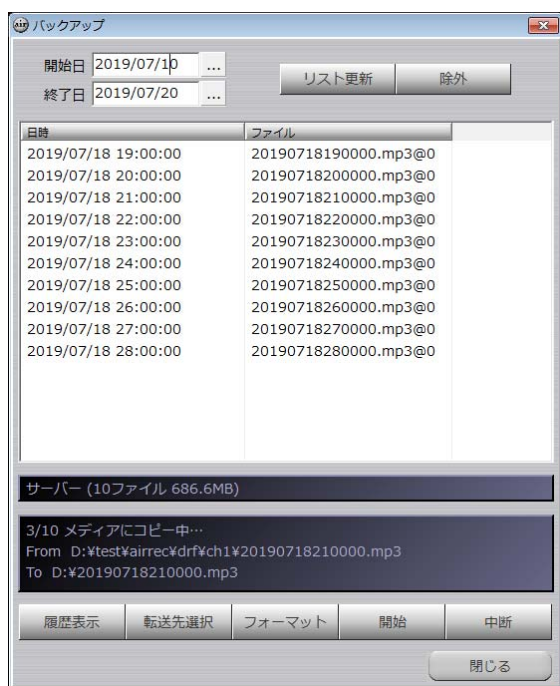 AIR バックアップ
開始日 2019/07/10 ... リスト更新 除外
終了日 2019/07/20 ...
日時 ファイル
2019/07/18 19:00:00 20190718190000.mp3@0
2019/07/18 20:00:00 20190718200000.mp3@0
2019/07/18 21:00:00 20190718210000.mp3@0
2019/07/18 22:00:00 20190718220000.mp3@0
2019/07/18 23:00:00 20190718230000.mp3@0
2019/07/18 24:00:00 20190718240000.mp3@0
2019/07/18 25:00:00 20190718250000.mp3@0
2019/07/18 26:00:00 20190718260000.mp3@0
2019/07/18 27:00:00 20190718270000.mp3@0
2019/07/18 28:00:00 20190718280000.mp3@0
サーバー (10ファイル 686.6MB)
3/10 メディアにコピー中…
From D:¥test¥airrec¥drf¥ch1¥20190718210000.mp3
To D:¥20190718210000.mp3
履歴表示 転送先選択 フォーマット 開始 中断
閉じる